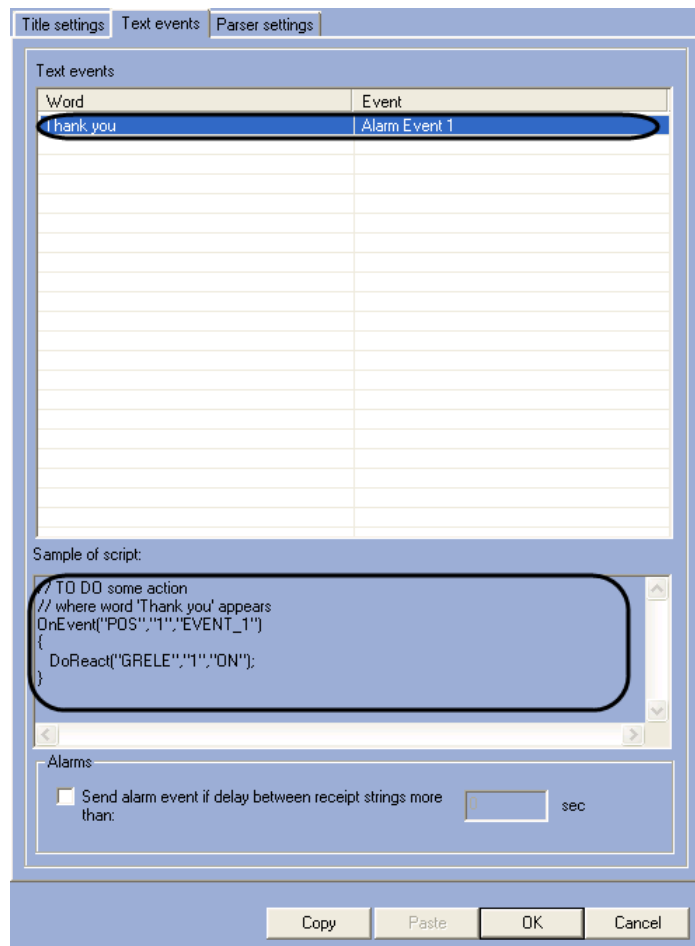 Title settings Text events Parser settings
Text events
Word Event
Thank you Alarm Event 1
Sample of script:
// TO DO some action
// where word 'Thank you' appears
OnEvent("POS","1","EVENT_1")
{
DoReact("GRELE","1","ON");
}
Alarms
Send alarm event if delay between receipt strings more
than: sec
Copy Paste OK Cancel